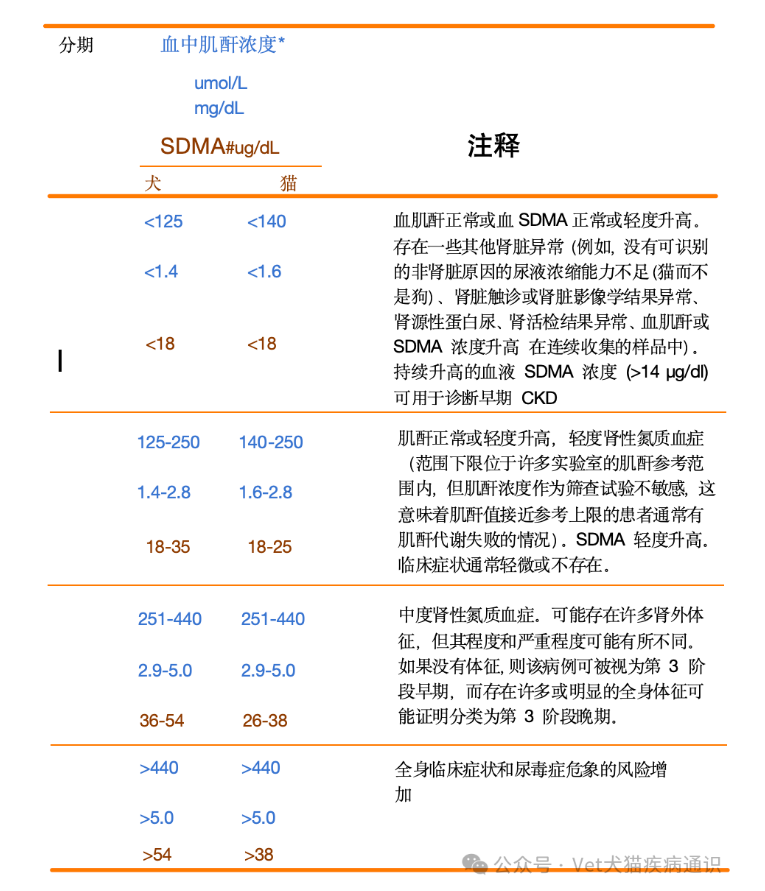 分期
血中肌酐浓度*
umol/L
mg/dL
SDMA#ug/dL
注释
犬 猫
<125 <140
<1.4 <1.6
<18 <18
I
血肌酐正常或血 SDMA 正常或轻度升高。
存在一些其他肾脏异常 (例如, 没有可识别
的非肾脏原因的尿液浓缩能力不足 (猫而不
是狗) 、肾脏触诊或肾脏影像学结果异常、
肾源性蛋白尿、肾活检结果异常、血肌酐或
SDMA 浓度升高 在连续收集的样品中) 。
持续升高的血液 SDMA 浓度 (>14 µg/dl)
可用于诊断早期 CKD
125-250 140-250
1.4-2.8 1.6-2.8
18-35 18-25
肌酐正常或轻度升高，轻度肾性氮质血症
（范围下限位于许多实验室的肌酐参考范
围内，但肌酐浓度作为筛查试验不敏感，这
意味着肌酐值接近参考上限的患者通常有
肌酐代谢失败的情况）。SDMA 轻度升高。
临床症状通常轻微或不存在。
251-440 251-440
2.9-5.0 2.9-5.0
36-54 26-38
中度肾性氮质血症。可能存在许多肾外体
征，但其程度和严重程度可能有所不同。
如果没有体征, 则该病例可被视为第 3 阶
段早期，而存在许多或明显的全身体征可
能证明分类为第 3 阶段晚期。
>440 >440
>5.0 >5.0
>54 >38
全身临床症状和尿毒症危象的风险增
加
公众号 · Vet犬猫疾病通识